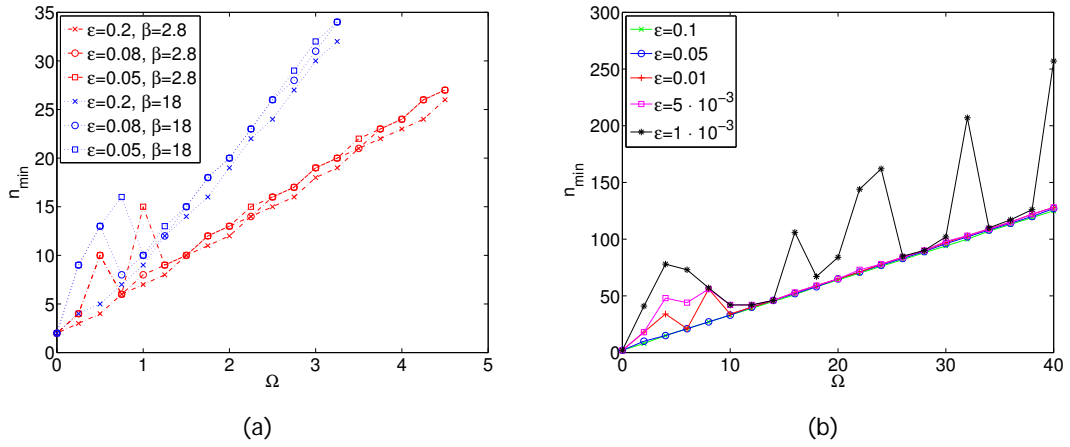 35
30
25
20
15
10
5
0
n_min
0 1 2 3 4 5
Ω
ε=0.2, β=2.8
ε=0.08, β=2.8
ε=0.05, β=2.8
ε=0.2, β=18
ε=0.08, β=18
ε=0.05, β=18
(a)
300
250
200
150
100
50
0
n_min
0 10 20 30 40
Ω
ε=0.1
ε=0.05
ε=0.01
ε=5 · 10⁻³
ε=1 · 10⁻³
(b)